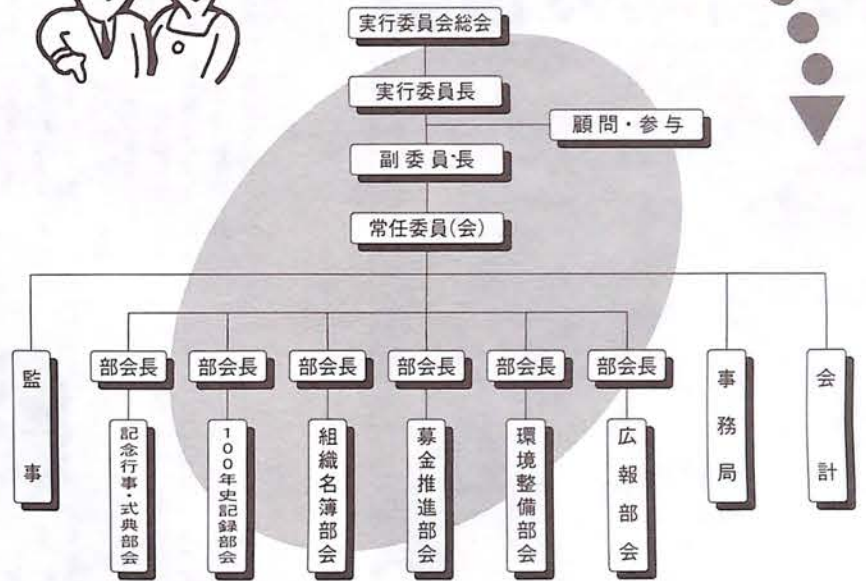 実行委員会総会
実行委員長
顧問・参与
副委員長
常任委員(会)
監事
部会長
部会長
部会長
部会長
部会長
部会長
事務局
会計
記念行事・式典部会
100年史記録部会
組織名簿部会
募金推進部会
環境整備部会
広報部会